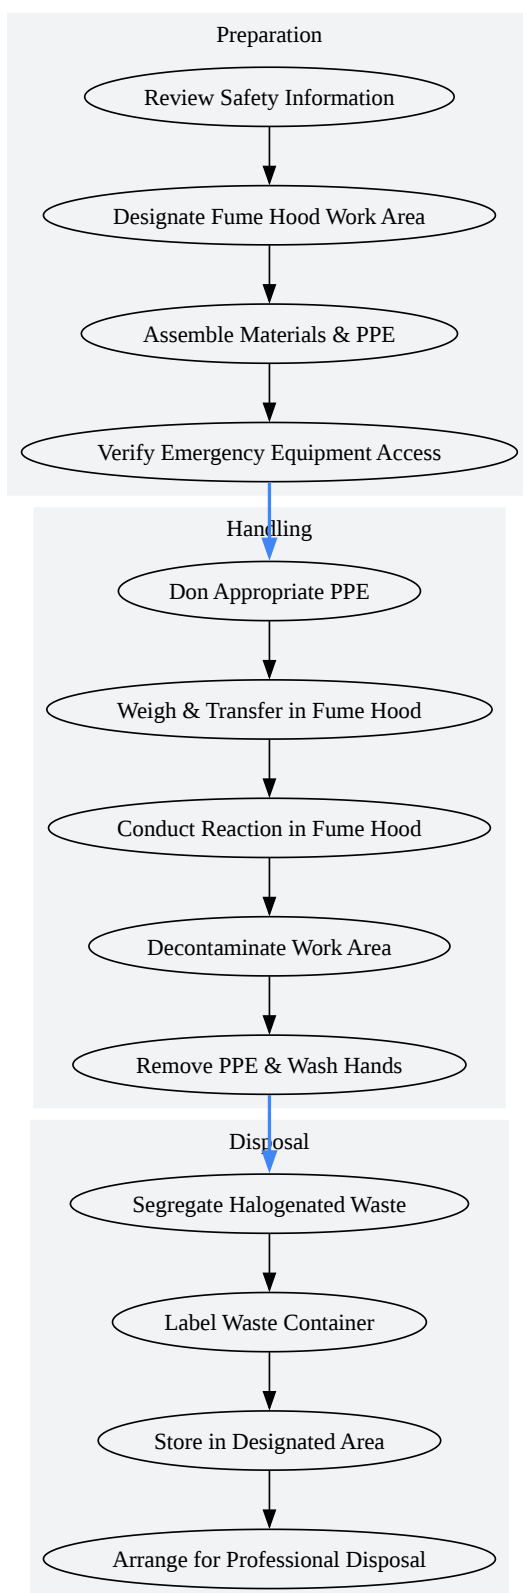 Preparation
Review Safety Information
Designate Fume Hood Work Area
Assemble Materials & PPE
Verify Emergency Equipment Access
Handling
Don Appropriate PPE
Weigh & Transfer in Fume Hood
Conduct Reaction in Fume Hood
Decontaminate Work Area
Remove PPE & Wash Hands
Disposal
Segregate Halogenated Waste
Label Waste Container
Store in Designated Area
Arrange for Professional Disposal